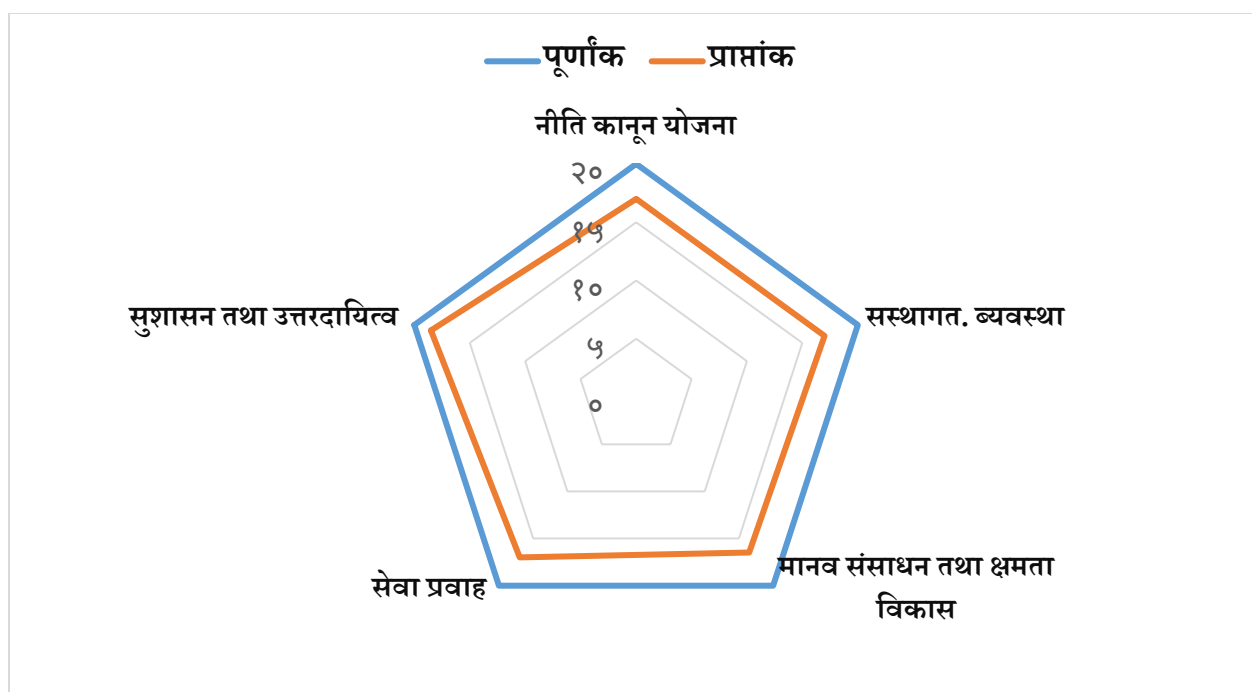 पूर्णांक प्राप्तांक
नीति कानून योजना
२०
१५
१०
५
०
सुशासन तथा उत्तरदायित्व
सस्थागत. ब्यवस्था
सेवा प्रवाह
मानव संसाधन तथा क्षमता
विकास